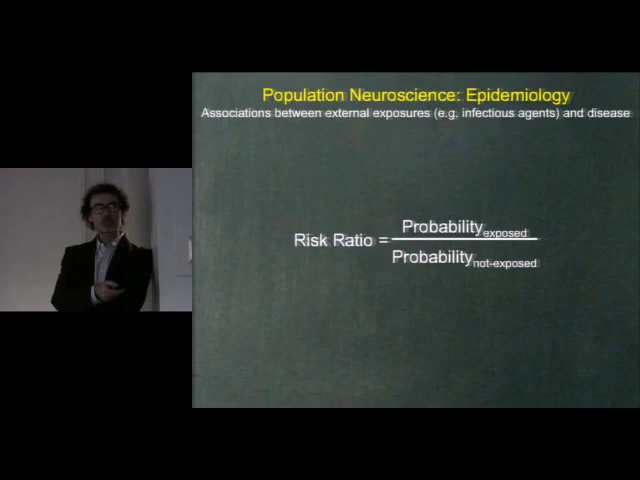 Population Neuroscience: Epidemiology
Associations between external exposures (e.g. infectious agents) and disease
Risk Ratio = Probability exposed
Probability not-exposed